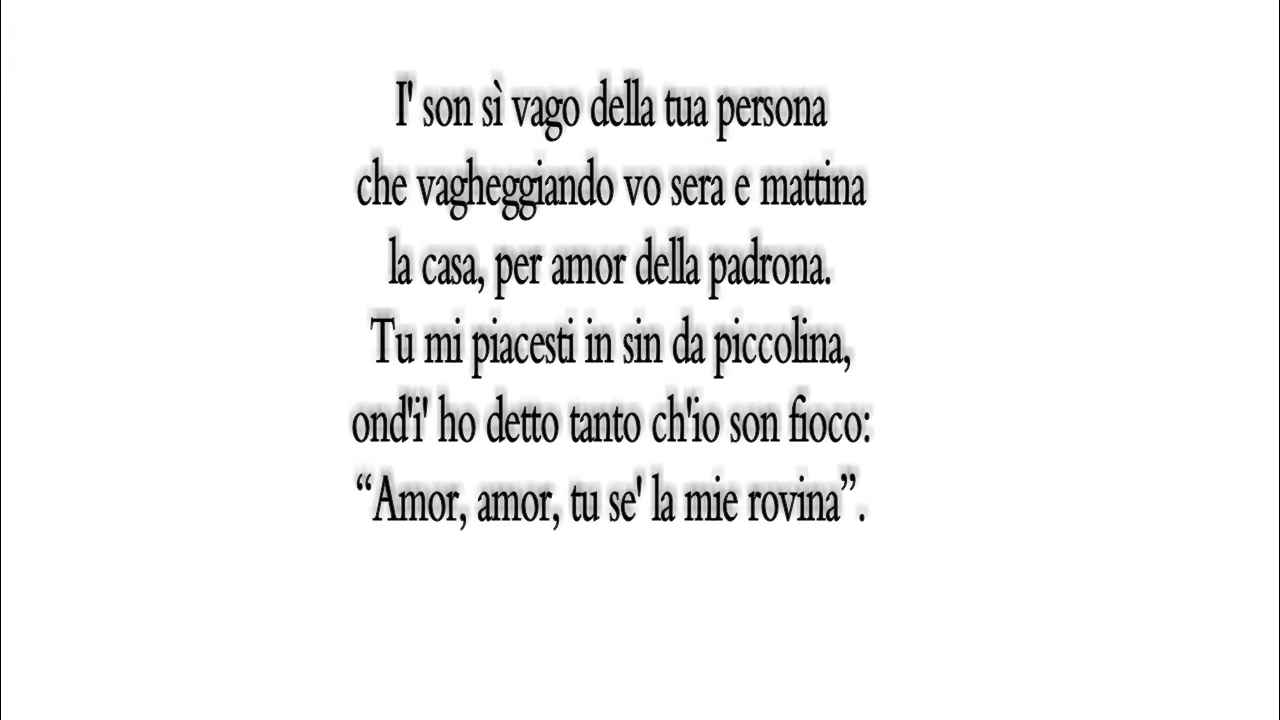 I' son sì vago della tua persona
che vagheggiando vo sera e mattina
la casa, per amor della padrona.
Tu mi piacesti in sin da piccolina,
ond'i' ho detto tanto ch'io son fioco:
“Amor, amor, tu se' la mie rovina”.